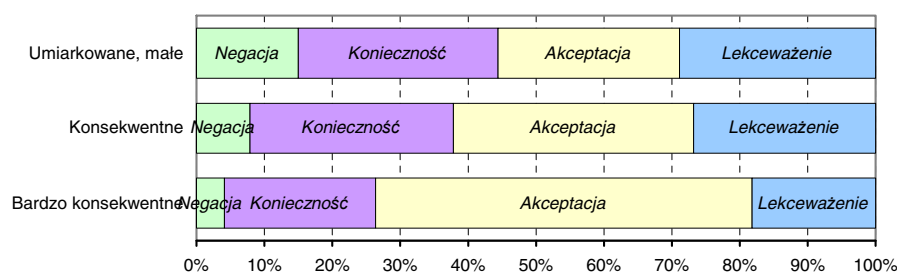 Umiarkowane, małe Negacja Konieczność Akceptacja Lekceważenie
Konsekwentne Negacja Konieczność Akceptacja Lekceważenie
Bardzo konsekwentne Negacja Konieczność Akceptacja Lekceważenie
0% 10% 20% 30% 40% 50% 60% 70% 80% 90% 100%